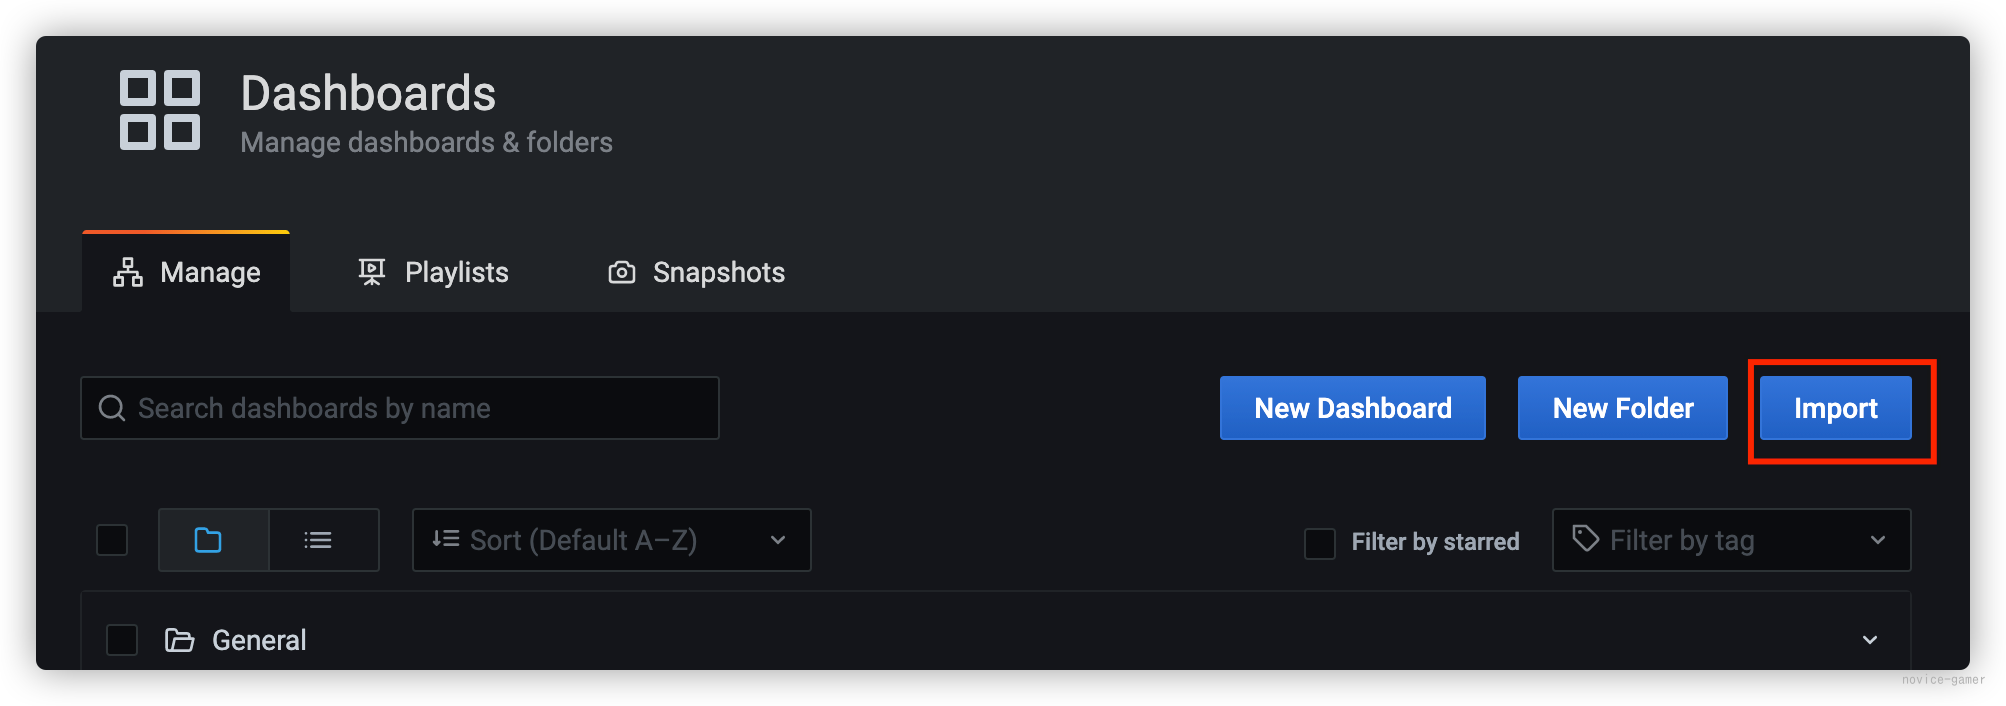 Dashboards
Manage dashboards & folders
Manage Playlists Snapshots
Search dashboards by name New Dashboard New Folder Import
Sort (Default A–Z) Filter by starred Filter by tag
General
novice-gamer